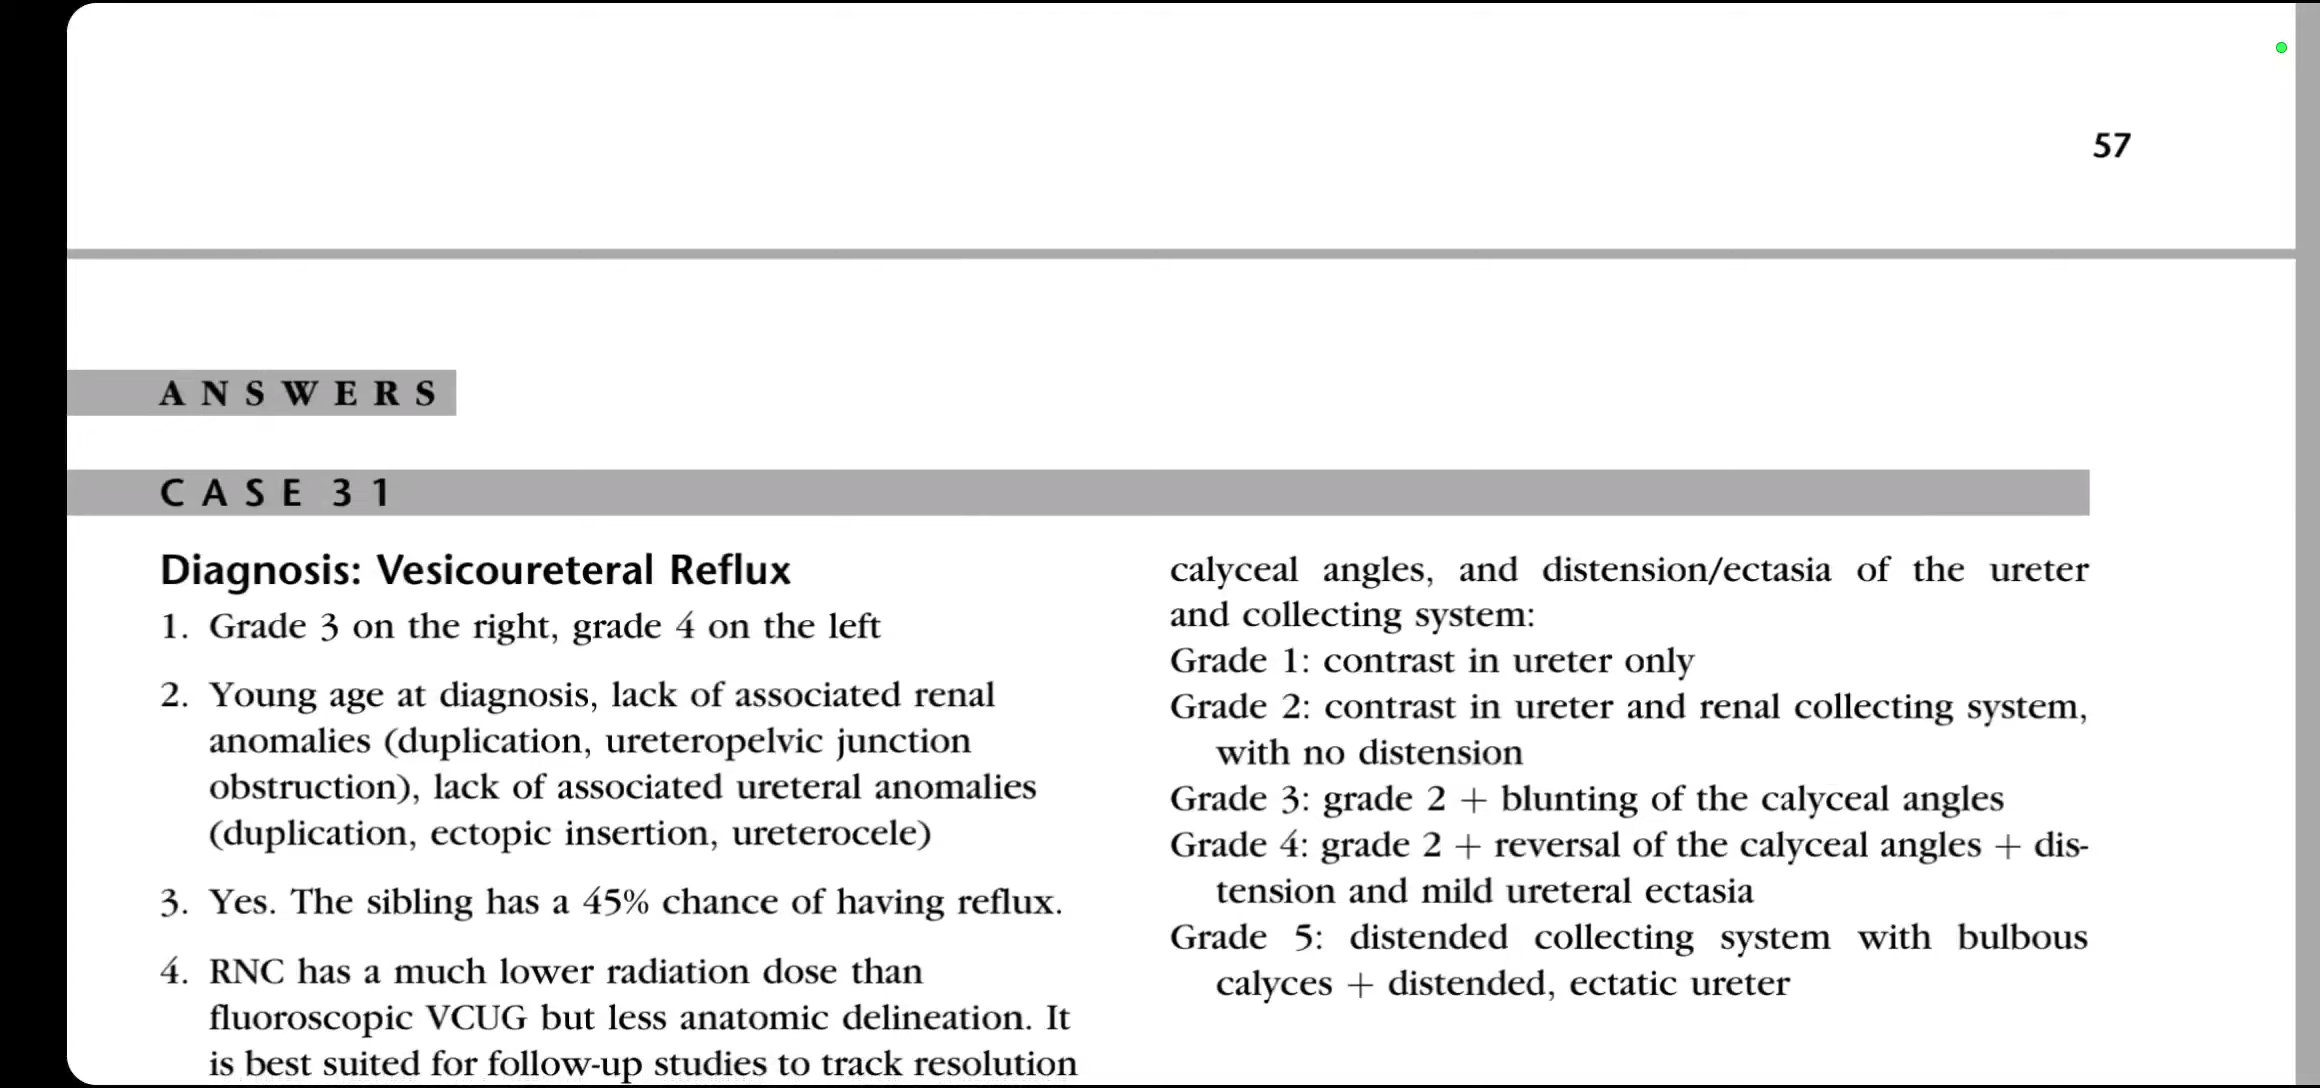 57
ANSWERS
CASE 31
Diagnosis: Vesicoureteral Reflux
1. Grade 3 on the right, grade 4 on the left
2. Young age at diagnosis, lack of associated renal
anomalies (duplication, ureteropelvic junction
obstruction), lack of associated ureteral anomalies
(duplication, ectopic insertion, ureterocele)
3. Yes. The sibling has a 45% chance of having reflux.
4. RNC has a much lower radiation dose than
fluoroscopic VCUG but less anatomic delineation. It
is best suited for follow-up studies to track resolution
calyceal angles, and distension/ectasia of the ureter
and collecting system:
Grade 1: contrast in ureter only
Grade 2: contrast in ureter and renal collecting system,
with no distension
Grade 3: grade 2 + blunting of the calyceal angles
Grade 4: grade 2 + reversal of the calyceal angles + dis-
tension and mild ureteral ectasia
Grade 5: distended collecting system with bulbous
calyces + distended, ectatic ureter